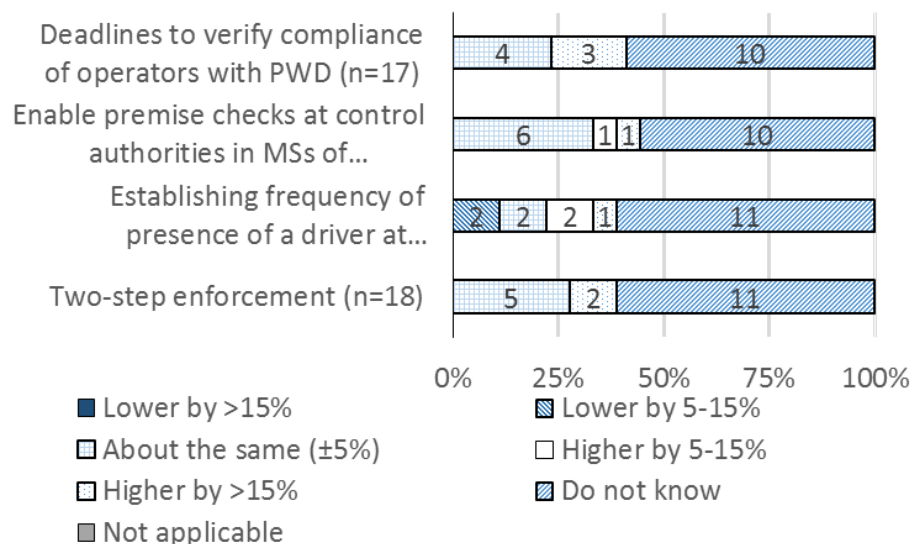 Deadlines to verify compliance
of operators with PWD (n=17)
4 3 10
Enable premise checks at control
authorities in MSs of...
6 1 1 10
Establishing frequency of
presence of a driver at...
2 2 2 1 11
Two-step enforcement (n=18)
5 2 11
0% 25% 50% 75% 100%
Lower by >15%
Lower by 5-15%
About the same (±5%)
Higher by 5-15%
Higher by >15%
Do not know
Not applicable